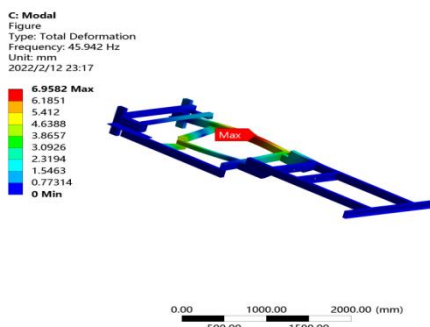 C: Modal
Figure
Type: Total Deformation
Frequency: 45.942 Hz
Unit: mm
2022/2/12 23:17
6.9582 Max
6.1851
5.412
4.6388
3.8657
3.0926
2.3194
1.5463
0.77314
0 Min
Max
0.00 1000.00 2000.00 (mm)
500.00 1500.00